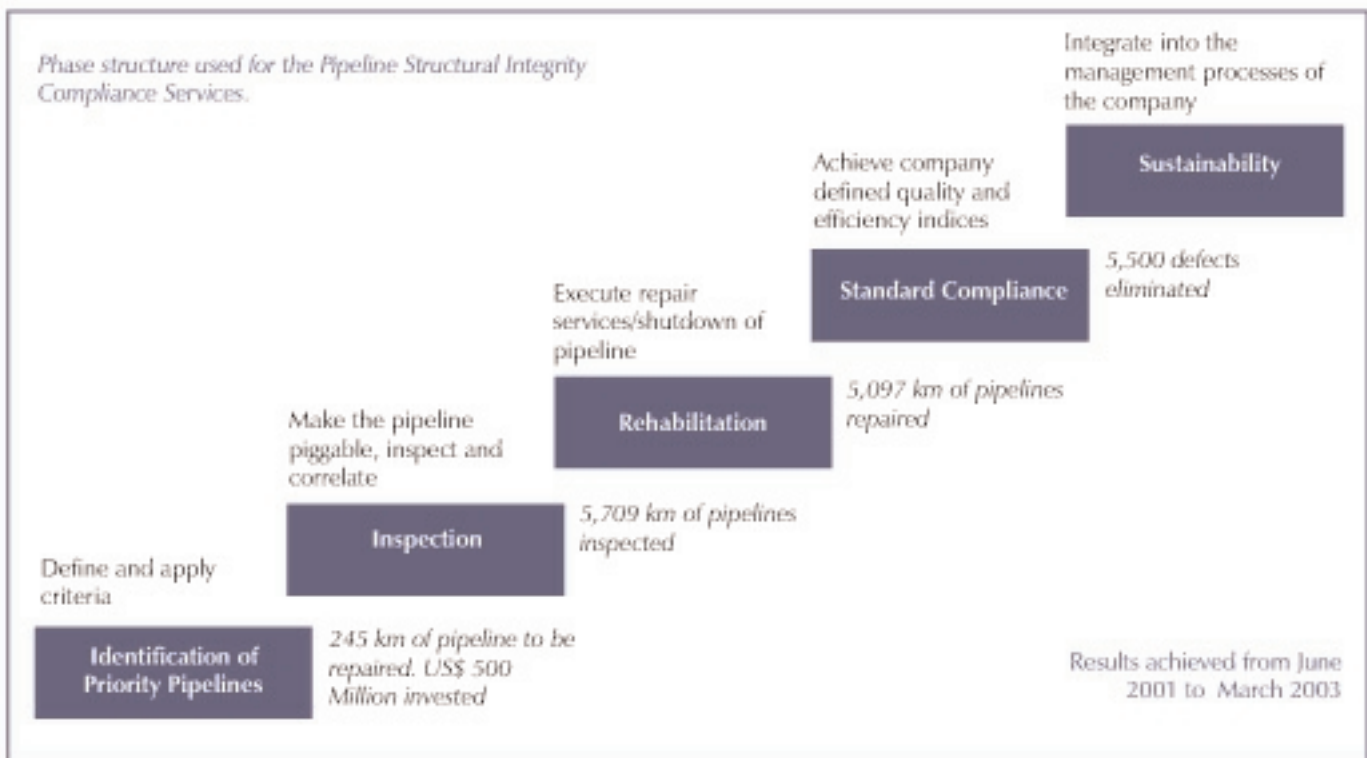 Phase structure used for the Pipeline Structural Integrity
Compliance Services.
Integrate into the
management processes of
the company
Sustainability
Achieve company
defined quality and
efficiency indices
Standard Compliance
5,500 defects
eliminated
Execute repair
services/shutdown of
pipeline
Rehabilitation
5,097 km of pipelines
repaired
Make the pipeline
piggable, inspect and
correlate
Inspection
5,709 km of pipelines
inspected
Define and apply
criteria
Identification of
Priority Pipelines
245 km of pipeline to be
repaired. US$ 500
Million invested
Results achieved from June
2001 to March 2003